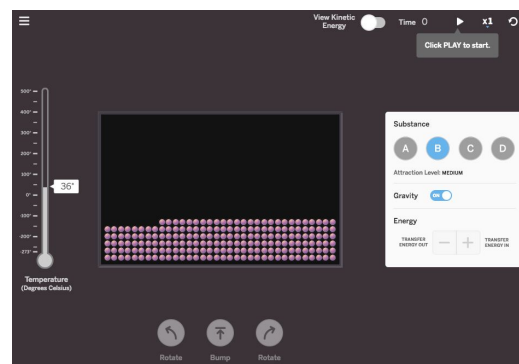 View Kinetic
Energy
Time 0
x1
Click PLAY to start.
500°
400°
300°
200°
100°
0°
-100°
-200°
-273°
36°
Temperature
(Degrees Celsius)
Substance
A B C D
Attraction Level: MEDIUM
Gravity ON
Energy
TRANSFER
ENERGY OUT
TRANSFER
ENERGY IN
Rotate Bump Rotate